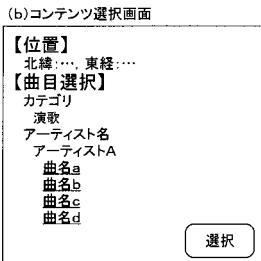 (b)コンテンツ選択画面
【位置】
北緯:…, 東経:…
【曲目選択】
カテゴリ
演歌
アーティスト名
アーティストA
曲名a
曲名b
曲名c
曲名d
選択